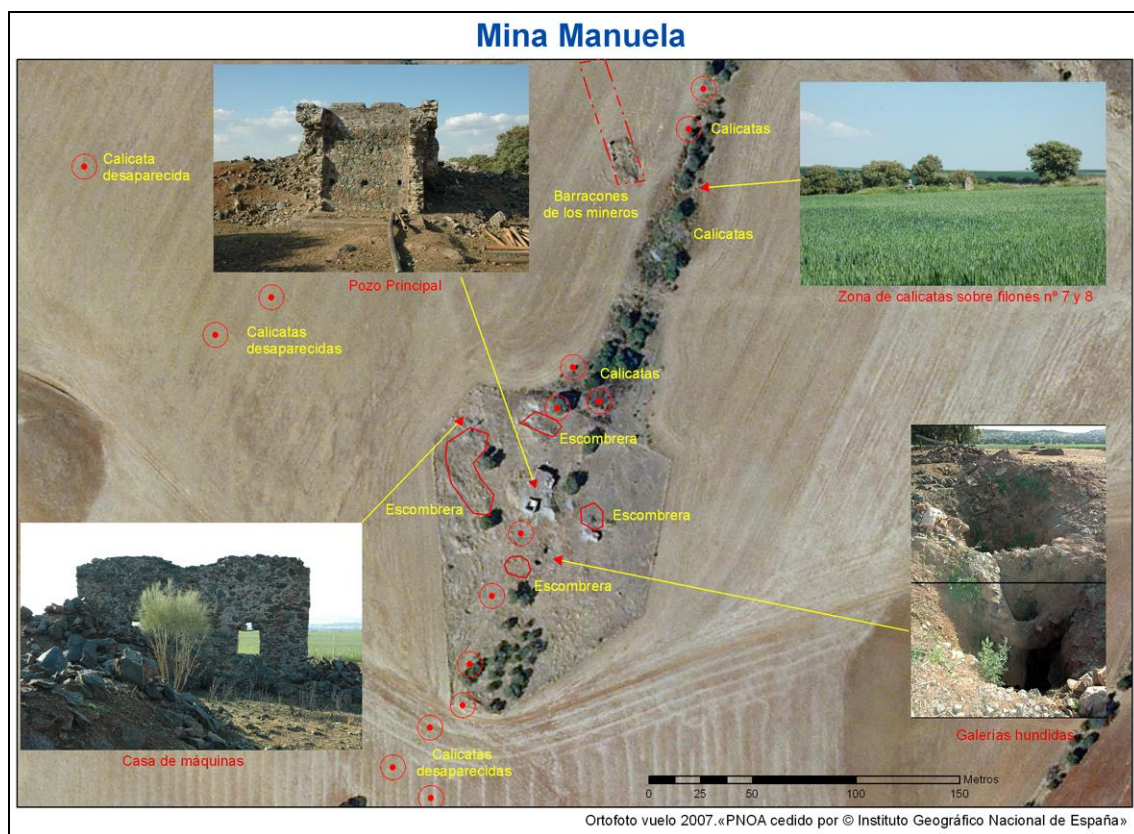 Mina Manuela
Calicatas
Calicata
desaparecida
Barracones
de los mineros
Calicatas
Pozo Principal
Zona de calicatas sobre filones nº 7 y 8
Calicatas
desaparecidas
Calicatas
Escombrera
Escombrera
Escombrera
Escombrera
Galerias hundidas
Casa de máquinas
Calicatas
desaparecidas
Metros
0 25 50 100 150
Ortofoto vuelo 2007.«PNOA cedido por © Instituto Geográfico Nacional de España»